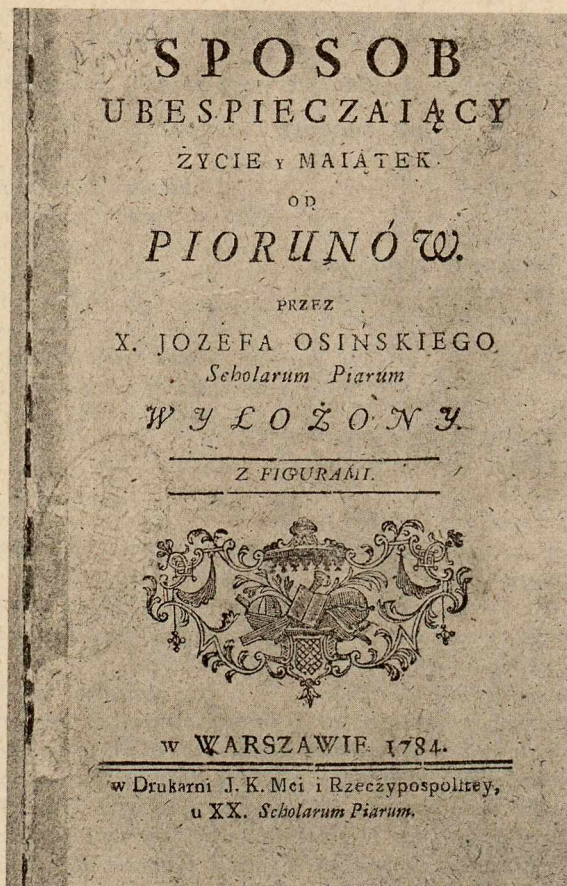 SPOSOB
UBESPIECZAIĄCY
ŻYCIE Y MAIĄTEK
OD
PIORUNÓW.
PRZEZ
X. JOZEFA OSIŃSKIEGO
Scholarum Piarum
WYŁOŻONY.
Z FIGURAMI.
w WARSZAWIE 1784.
w Drukarni J. K. Mci i Rzeczypospolitey,
u XX. Scholarum Piarum.